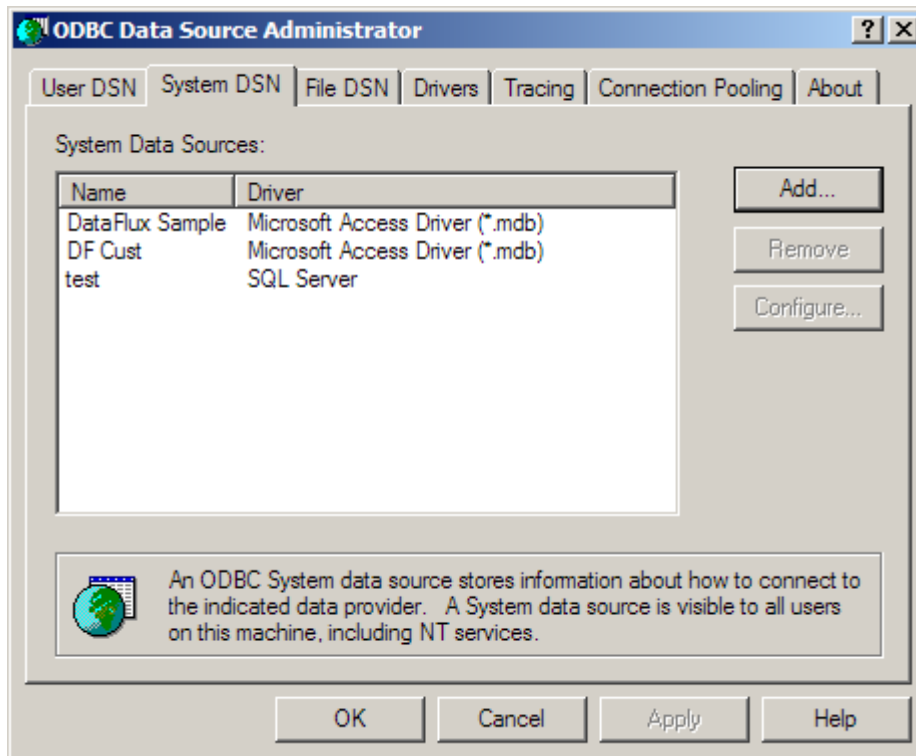 ODBC Data Source Administrator
User DSN System DSN File DSN Drivers Tracing Connection Pooling About
System Data Sources:
Name Driver
DataFlux Sample Microsoft Access Driver (*.mdb)
DF Cust Microsoft Access Driver (*.mdb)
test SQL Server
Add...
Remove
Configure...
An ODBC System data source stores information about how to connect to
the indicated data provider. A System data source is visible to all users
on this machine, including NT services.
OK Cancel Apply Help